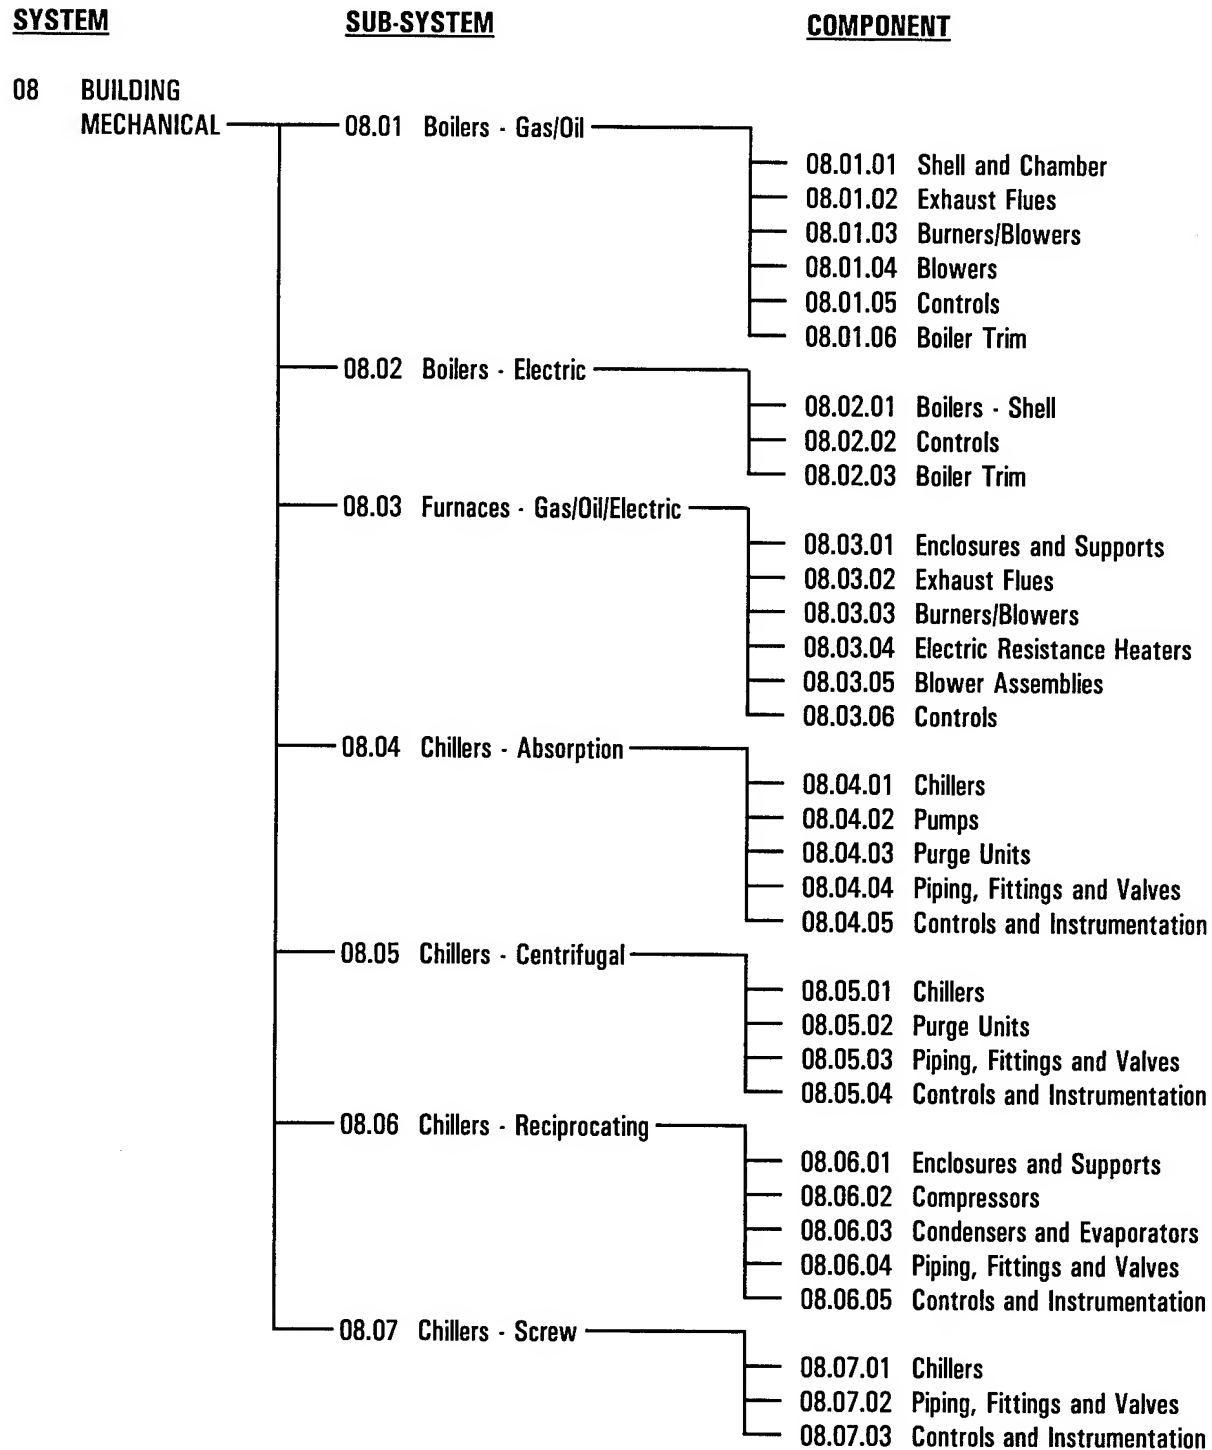 SYSTEM SUB-SYSTEM COMPONENT
08 BUILDING
MECHANICAL 08.01 Boilers - Gas/Oil
08.01.01 Shell and Chamber
08.01.02 Exhaust Flues
08.01.03 Burners/Blowers
08.01.04 Blowers
08.01.05 Controls
08.01.06 Boiler Trim
08.02 Boilers - Electric
08.02.01 Boilers - Shell
08.02.02 Controls
08.02.03 Boiler Trim
08.03 Furnaces - Gas/Oil/Electric
08.03.01 Enclosures and Supports
08.03.02 Exhaust Flues
08.03.03 Burners/Blowers
08.03.04 Electric Resistance Heaters
08.03.05 Blower Assemblies
08.03.06 Controls
08.04 Chillers - Absorption
08.04.01 Chillers
08.04.02 Pumps
08.04.03 Purge Units
08.04.04 Piping, Fittings and Valves
08.04.05 Controls and Instrumentation
08.05 Chillers - Centrifugal
08.05.01 Chillers
08.05.02 Purge Units
08.05.03 Piping, Fittings and Valves
08.05.04 Controls and Instrumentation
08.06 Chillers - Reciprocating
08.06.01 Enclosures and Supports
08.06.02 Compressors
08.06.03 Condensers and Evaporators
08.06.04 Piping, Fittings and Valves
08.06.05 Controls and Instrumentation
08.07 Chillers - Screw
08.07.01 Chillers
08.07.02 Piping, Fittings and Valves
08.07.03 Controls and Instrumentation